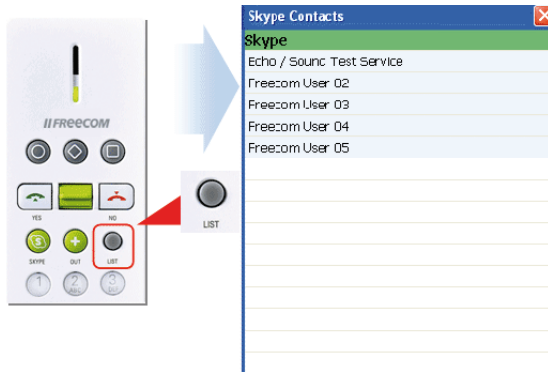 Skype Contacts
Skype
Echo / Sound Test Service
Freecom User 02
Freecom User 03
Freecom User 04
Freecom User 05
FREECOM
YES
NO
SKYPE
OUT
LIST
1
2
ABC
3
DEF
LIST